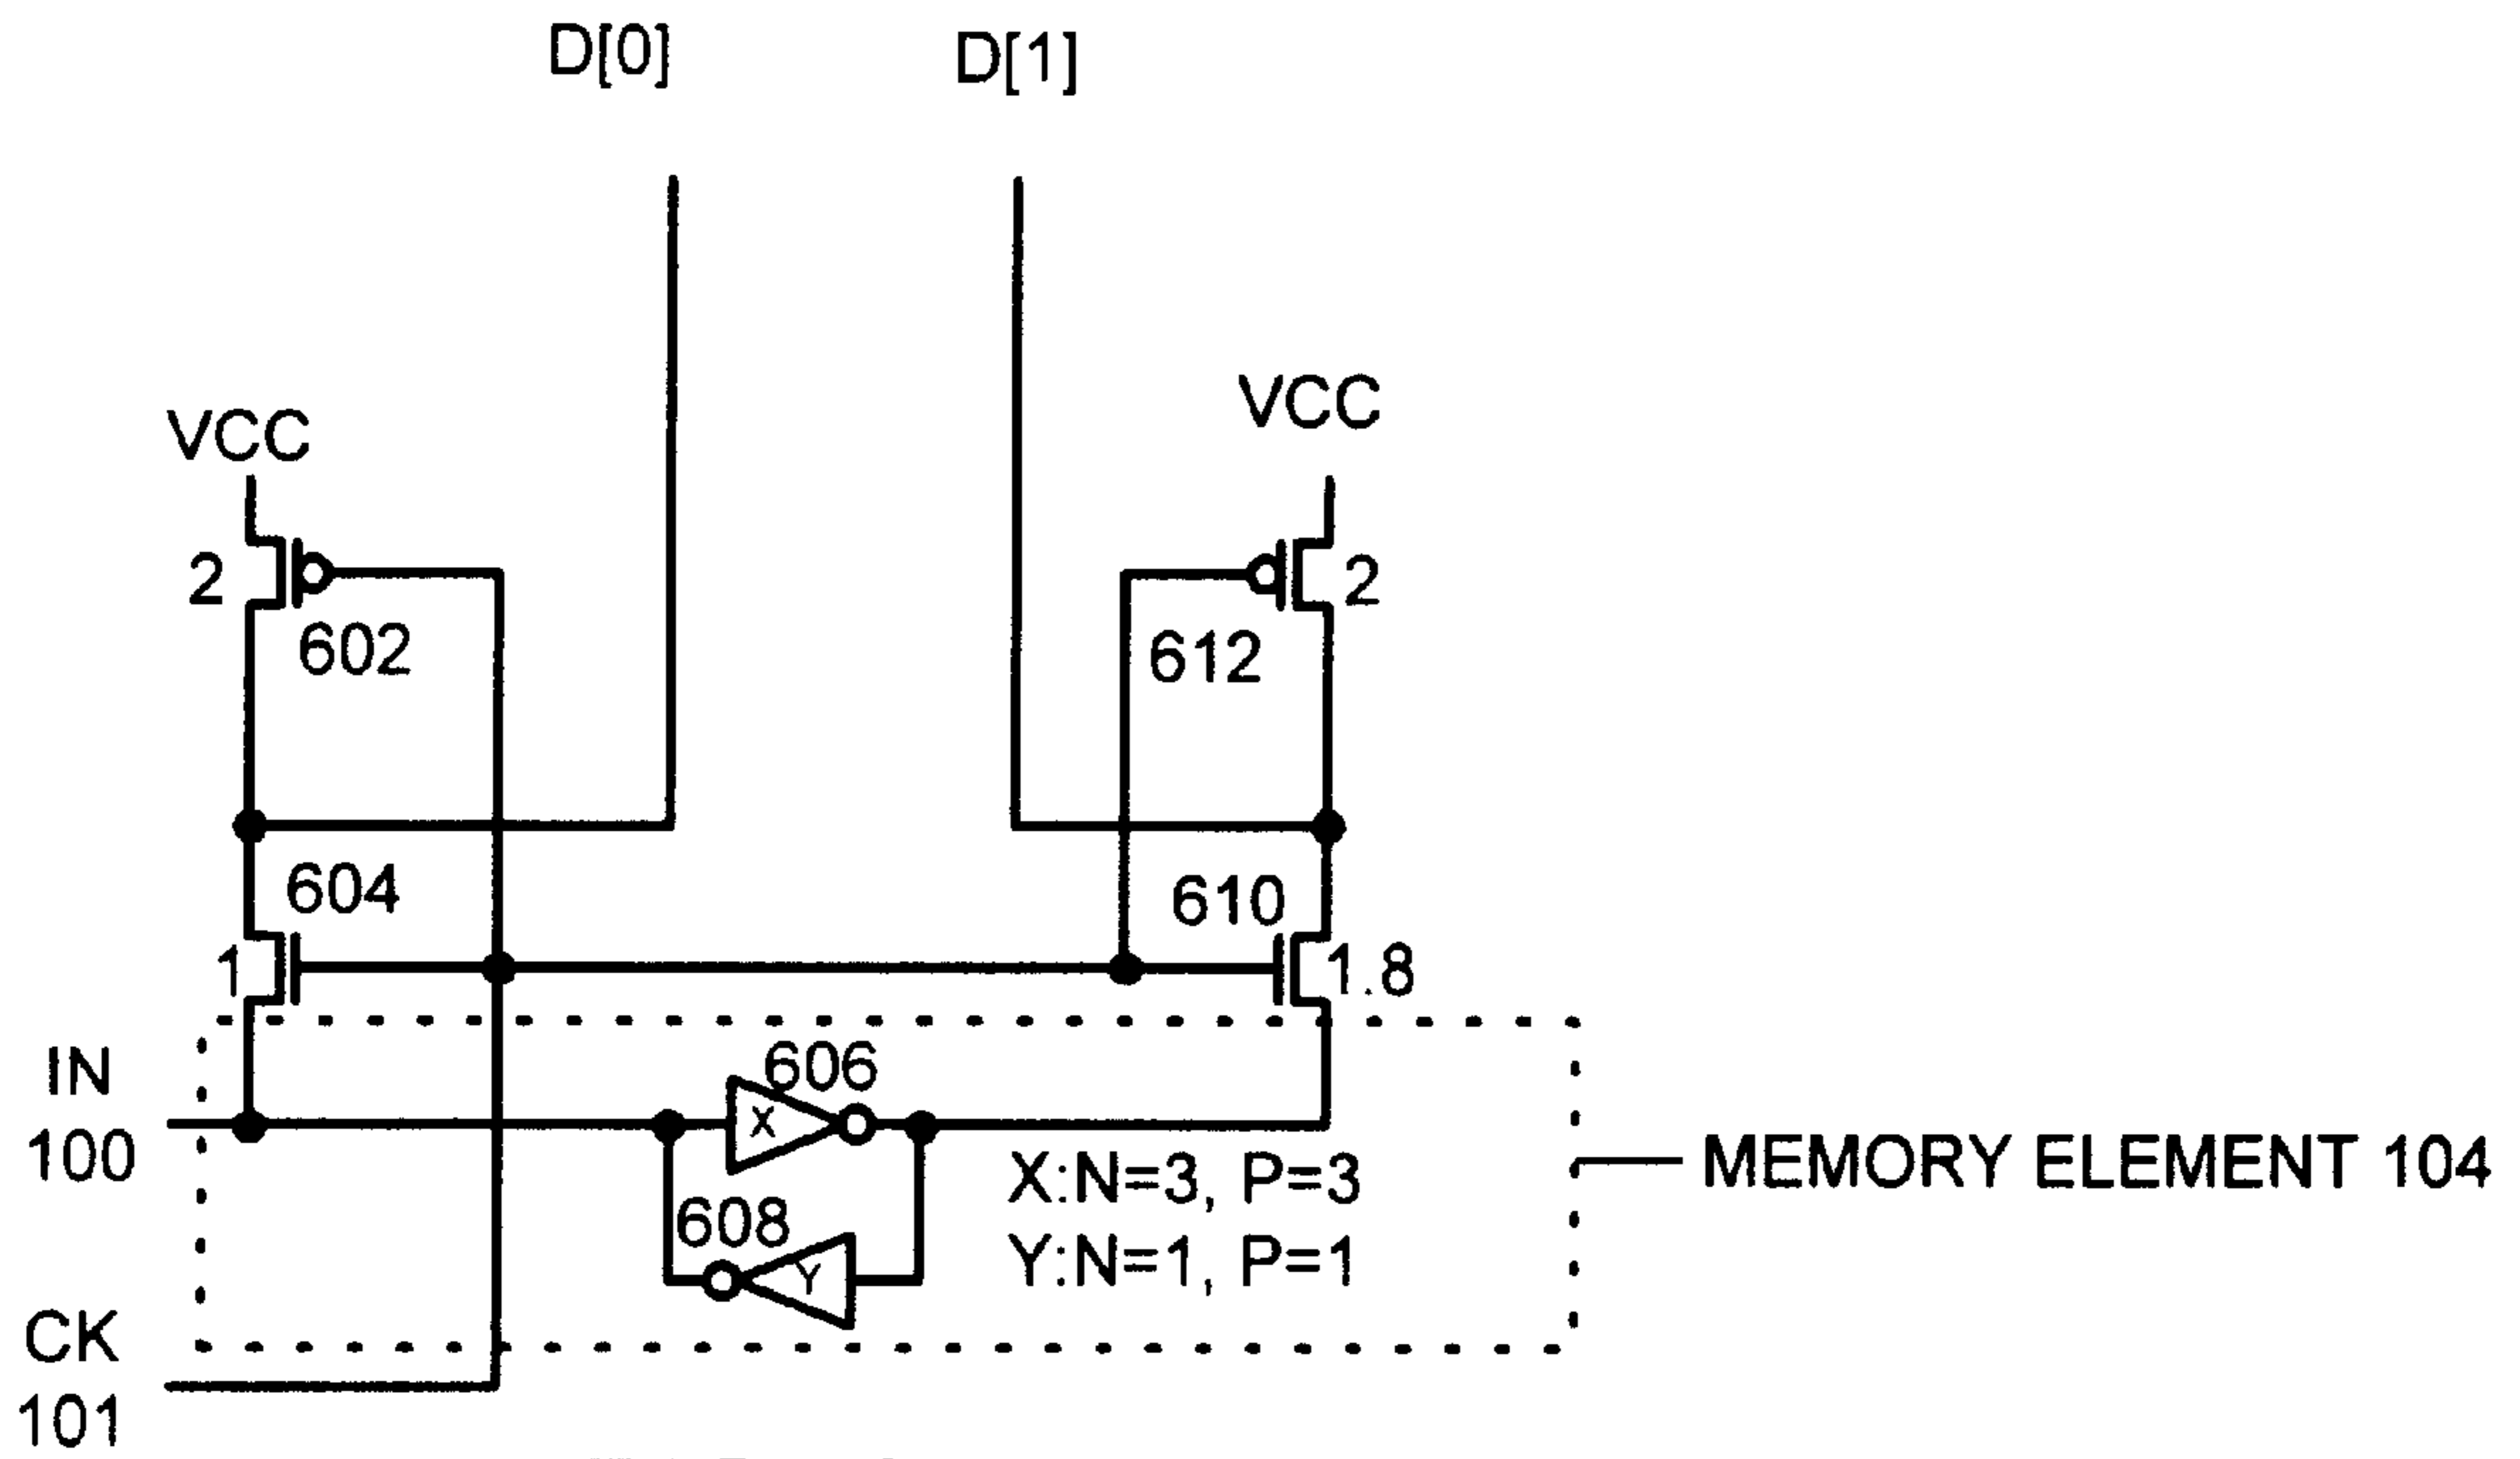 D[0]
D[1]
VCC
VCC
2
602
612
2
604
610
1
1.8
IN
100
606
X
X:N=3, P=3
MEMORY ELEMENT 104
608
Y
Y:N=1, P=1
CK
101